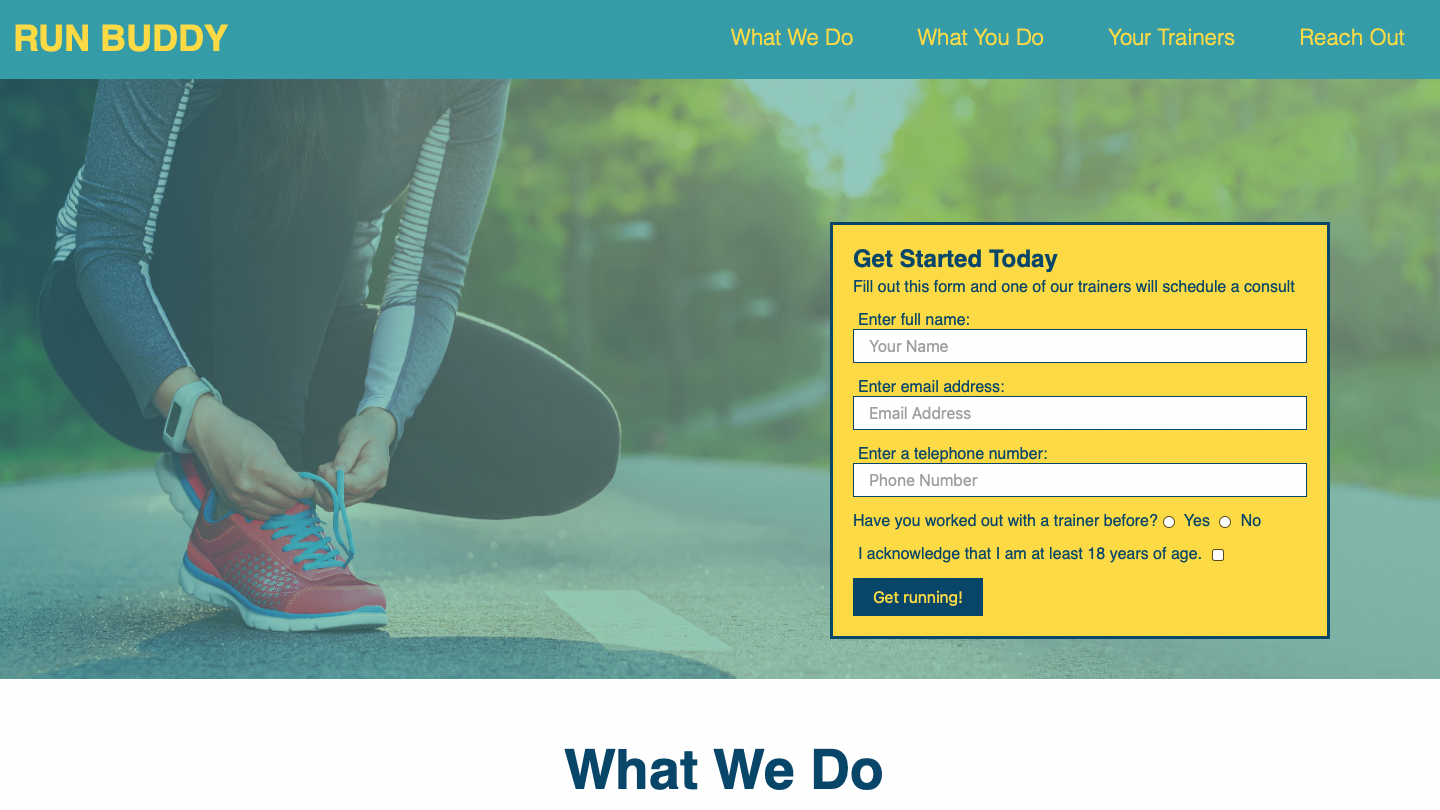 RUN BUDDY
What We Do
What You Do
Your Trainers
Reach Out
Get Started Today
Fill out this form and one of our trainers will schedule a consult
Enter full name:
Your Name
Enter email address:
Email Address
Enter a telephone number:
Phone Number
Have you worked out with a trainer before? Yes No
I acknowledge that I am at least 18 years of age.
Get running!
What We Do